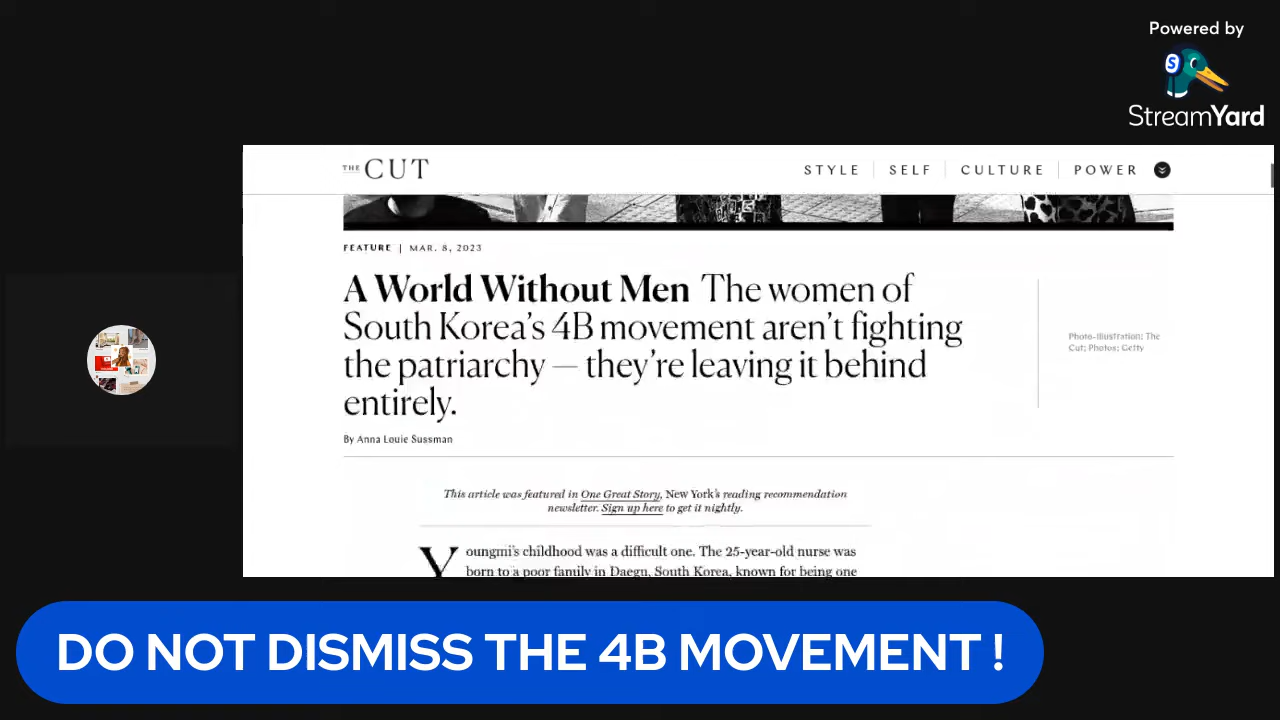 Powered by
StreamYard
THE CUT
STYLE SELF CULTURE POWER
FEATURE | MAR. 8, 2023
A World Without Men The women of
South Korea's 4B movement aren't fighting
the patriarchy — they're leaving it behind
entirely.
Photo-Illustration: The
Cut; Photos: Getty
By Anna Louie Sussman
This article was featured in One Great Story, New York's reading recommendation
newsletter. Sign up here to get it nightly.
Youngmi's childhood was a difficult one. The 25-year-old nurse was
born to a poor family in Daegu, South Korea, known for being one
DO NOT DISMISS THE 4B MOVEMENT !